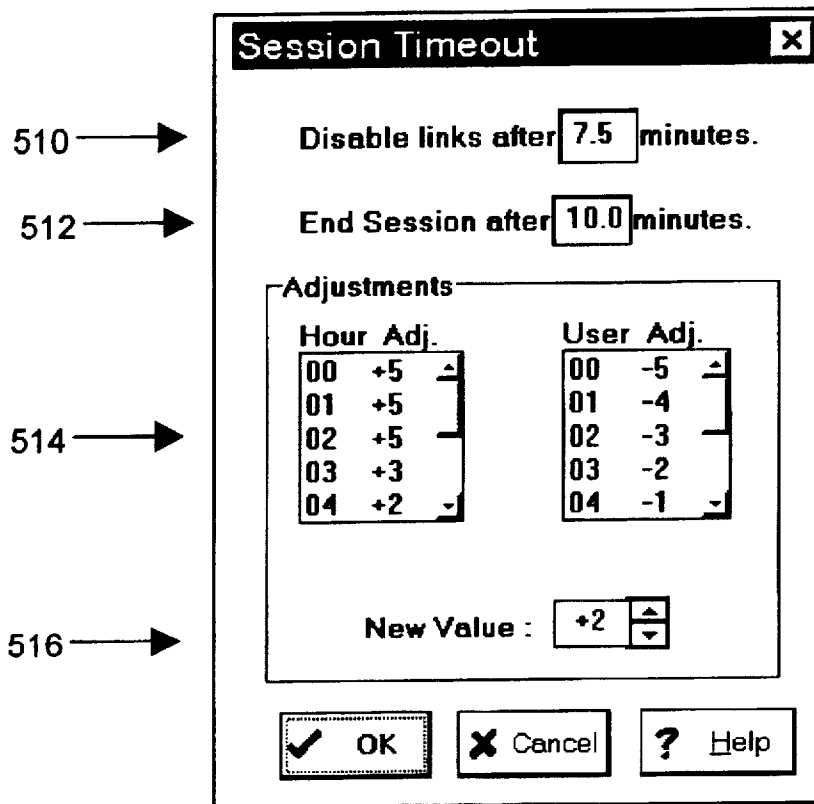 Session Timeout
510 Disable links after 7.5 minutes.
512 End Session after 10.0 minutes.
Adjustments
Hour Adj. User Adj.
00 +5 00 -5
01 +5 01 -4
514 02 +5 02 -3
03 +3 03 -2
04 +2 04 -1
516 New Value : +2
OK Cancel ? Help